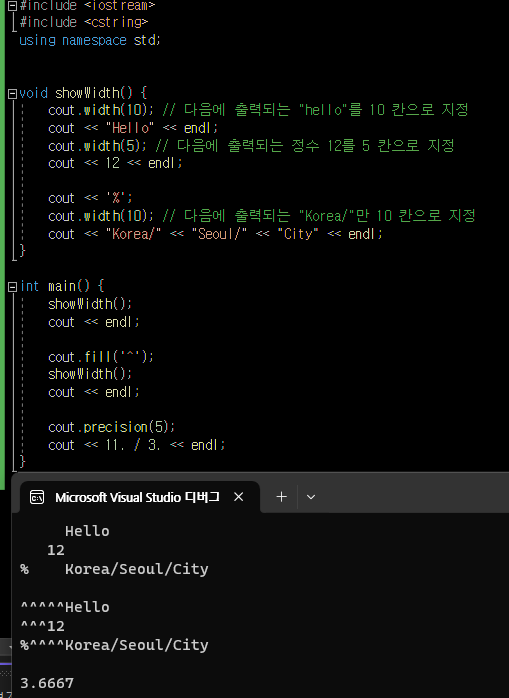 #include <iostream>
#include <cstring>
using namespace std;
void showWidth() {
cout.width(10); // 다음에 출력되는 "hello"를 10 칸으로 지정
cout << "Hello" << endl;
cout.width(5); // 다음에 출력되는 정수 12를 5 칸으로 지정
cout << 12 << endl;
cout << '%';
cout.width(10); // 다음에 출력되는 "Korea/"만 10 칸으로 지정
cout << "Korea/" << "Seoul/" << "City" << endl;
}
int main() {
showWidth();
cout << endl;
cout.fill('^');
showWidth();
cout << endl;
cout.precision(5);
cout << 11. / 3. << endl;
}
Microsoft Visual Studio 디버그
Hello
12
%    Korea/Seoul/City
^^^^^Hello
^^^12
%^^^^Korea/Seoul/City
3.6667